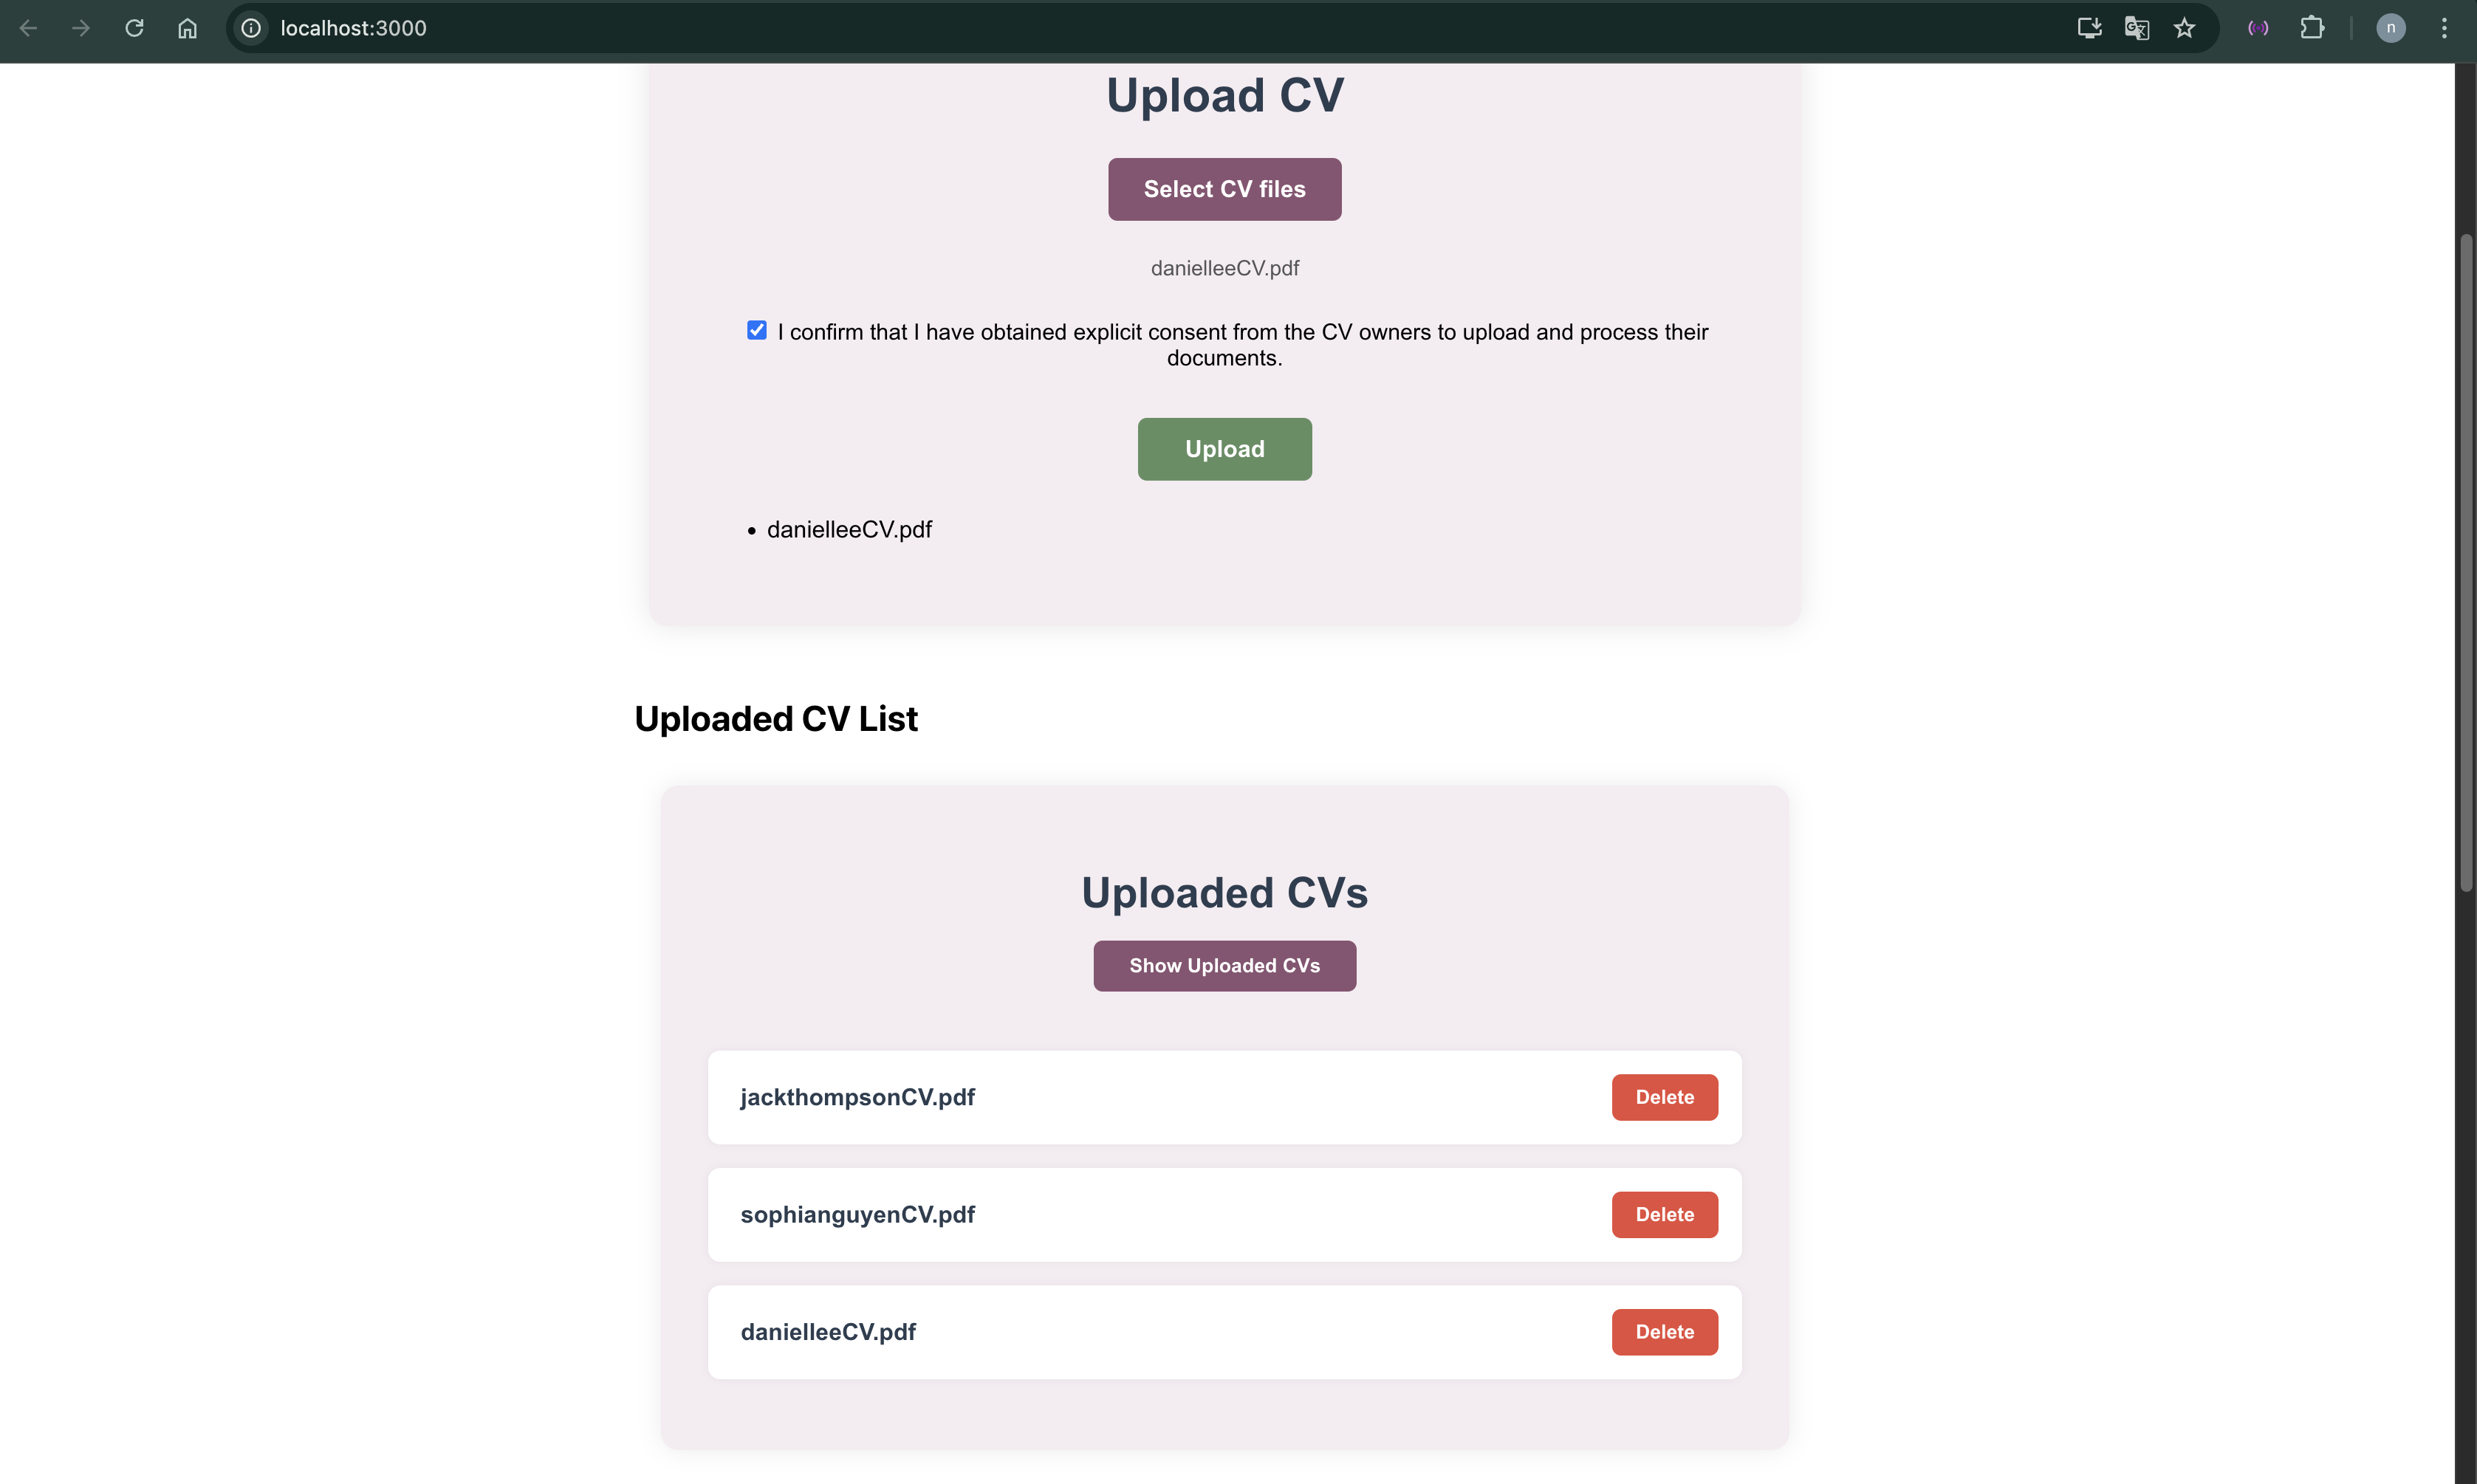 localhost:3000
n
Upload CV
Select CV files
danielleeCV.pdf
I confirm that I have obtained explicit consent from the CV owners to upload and process their
documents.
Upload
• danielleeCV.pdf
Uploaded CV List
Uploaded CVs
Show Uploaded CVs
jackthompsonCV.pdf
Delete
sophianguyenCV.pdf
Delete
danielleeCV.pdf
Delete